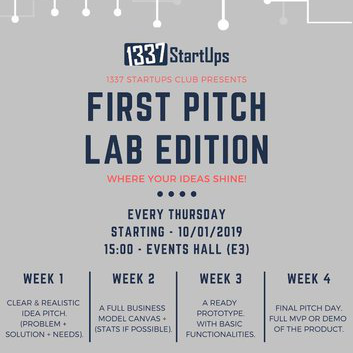 1337 StartUps
1337 STARTUPS CLUB PRESENTS
FIRST PITCH
LAB EDITION
WHERE YOUR IDEAS SHINE!
EVERY THURSDAY
STARTING - 10/01/2019
15:00 - EVENTS HALL (E3)
WEEK 1
CLEAR & REALISTIC
IDEA PITCH.
(PROBLEM +
SOLUTION + NEEDS).
WEEK 2
A FULL BUSINESS
MODEL CANVAS +
(STATS IF POSSIBLE).
WEEK 3
A READY
PROTOTYPE.
WITH BASIC
FUNCTIONALITIES.
WEEK 4
FINAL PITCH DAY.
FULL MVP OR DEMO
OF THE PRODUCT.